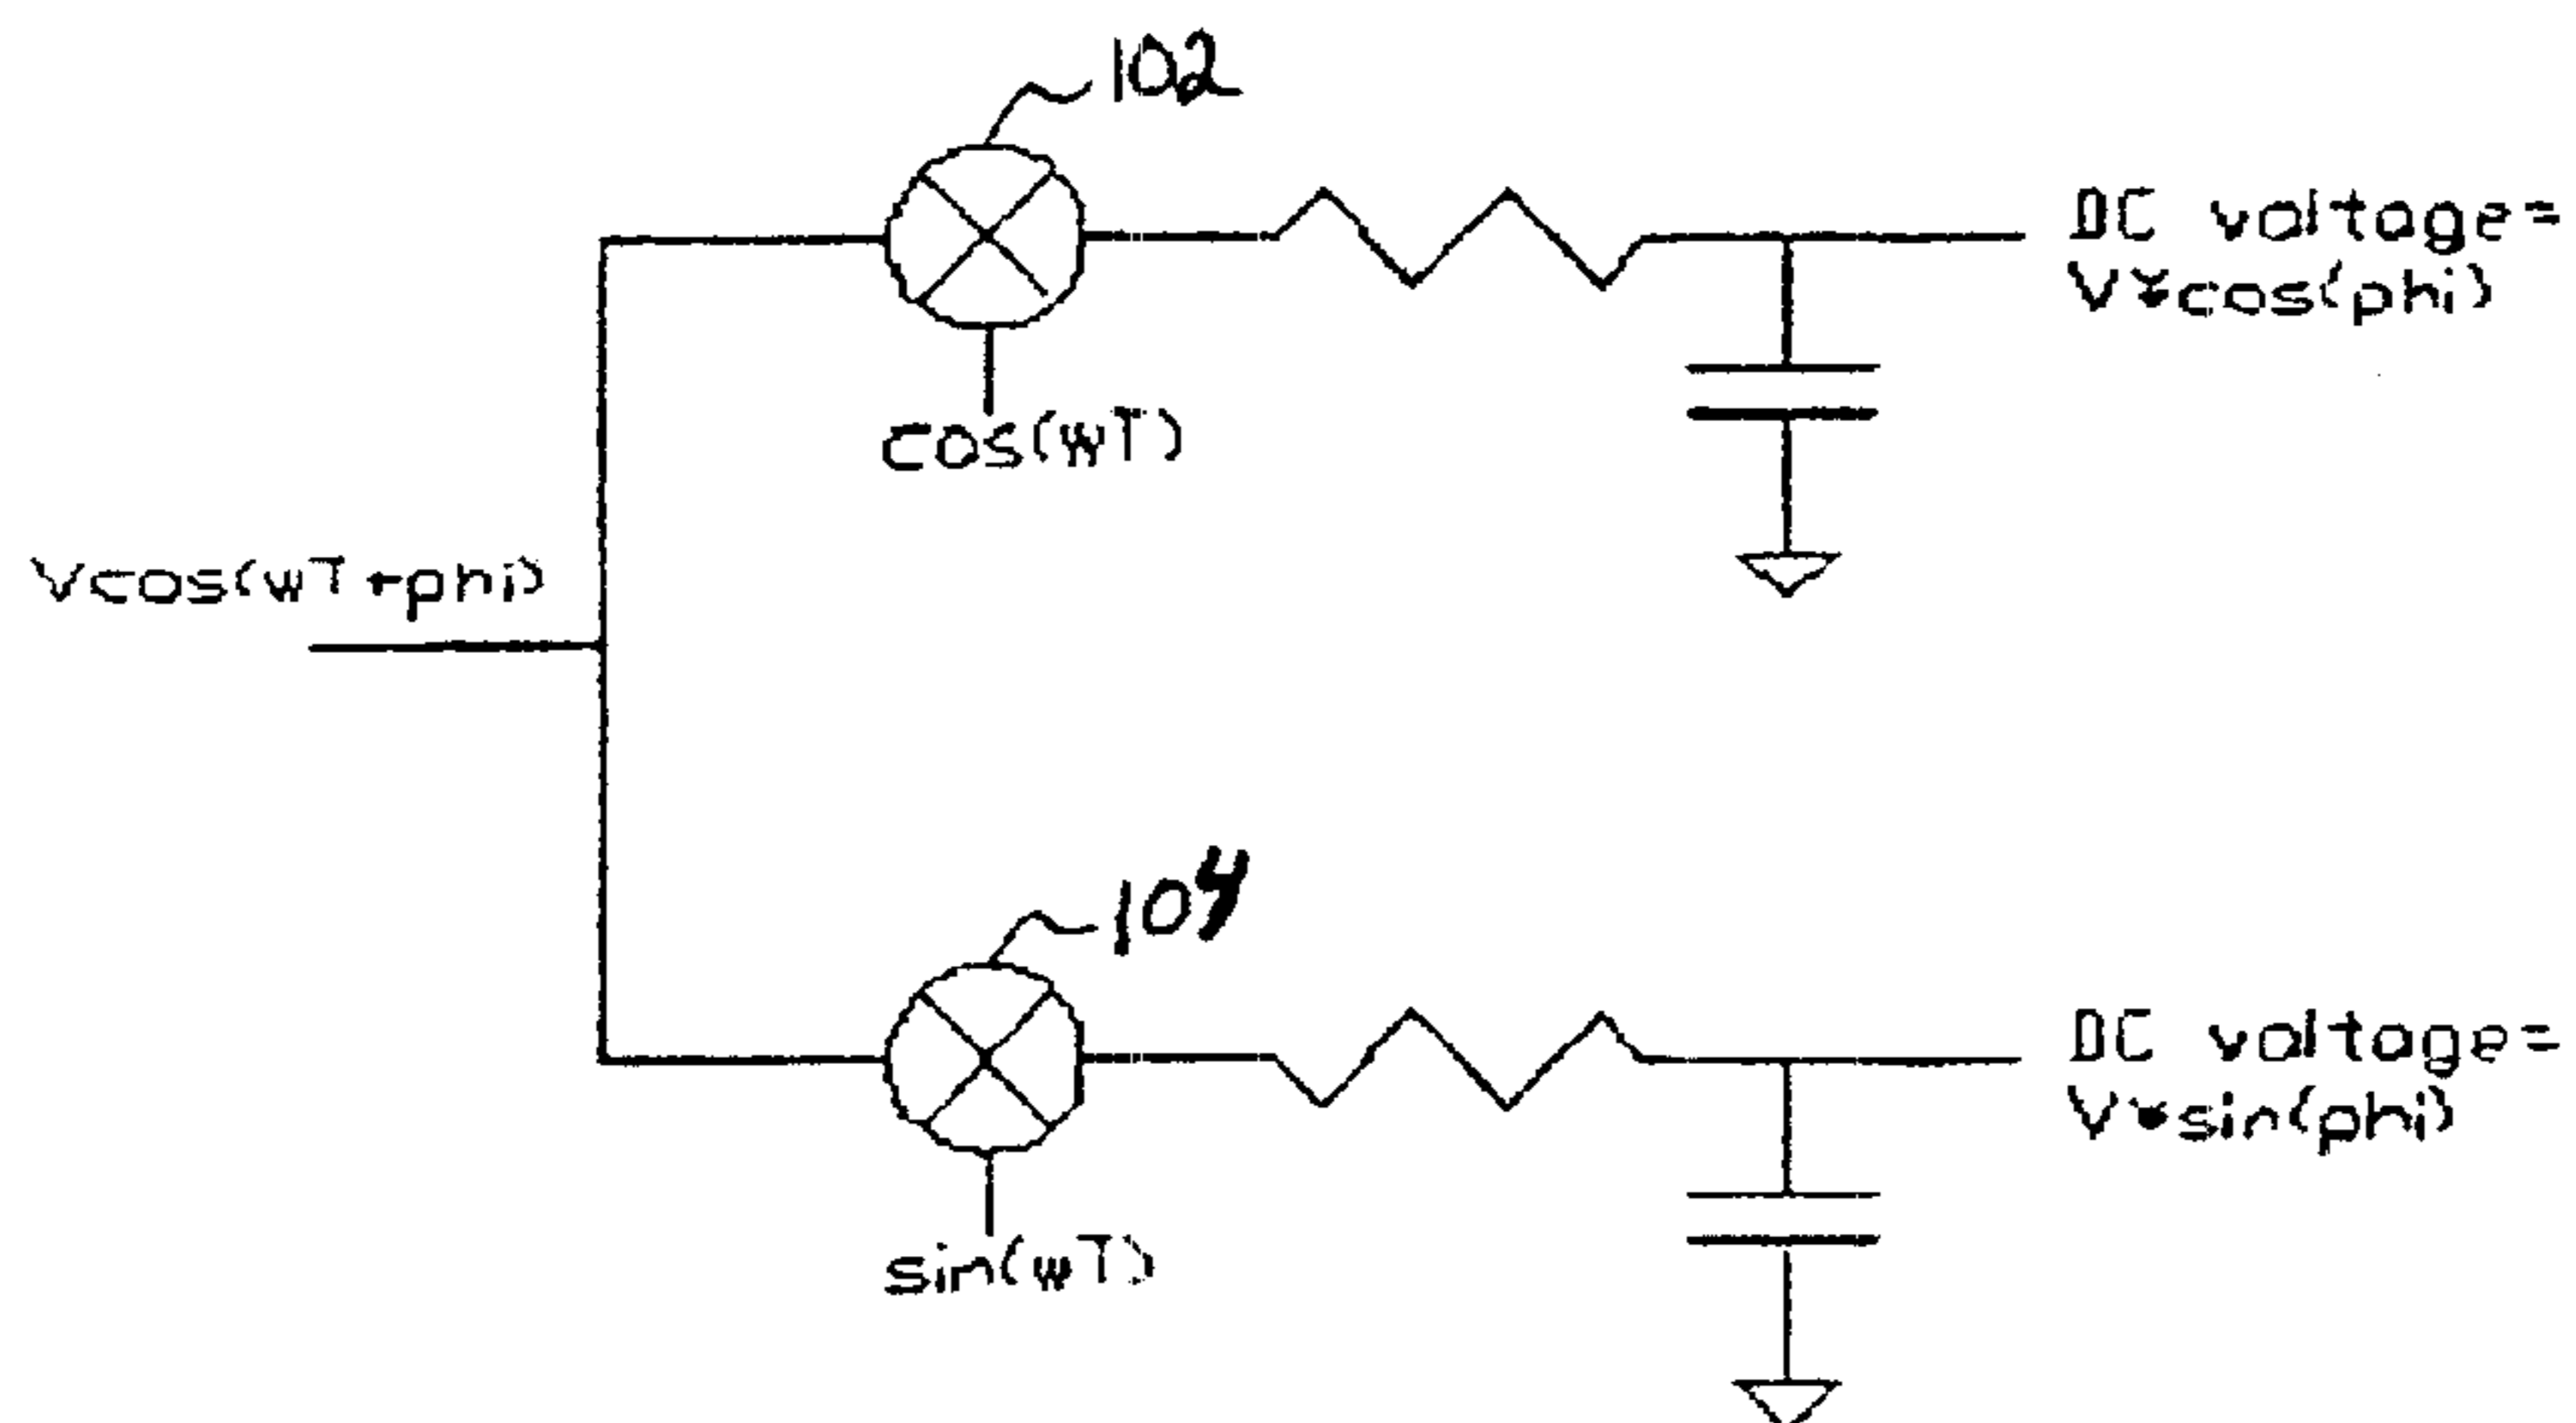 102
DC voltage=
V*cos(phi)
cos(wT)
Vcos(wT+phi)
104
DC voltage=
V*sin(phi)
sin(wT)